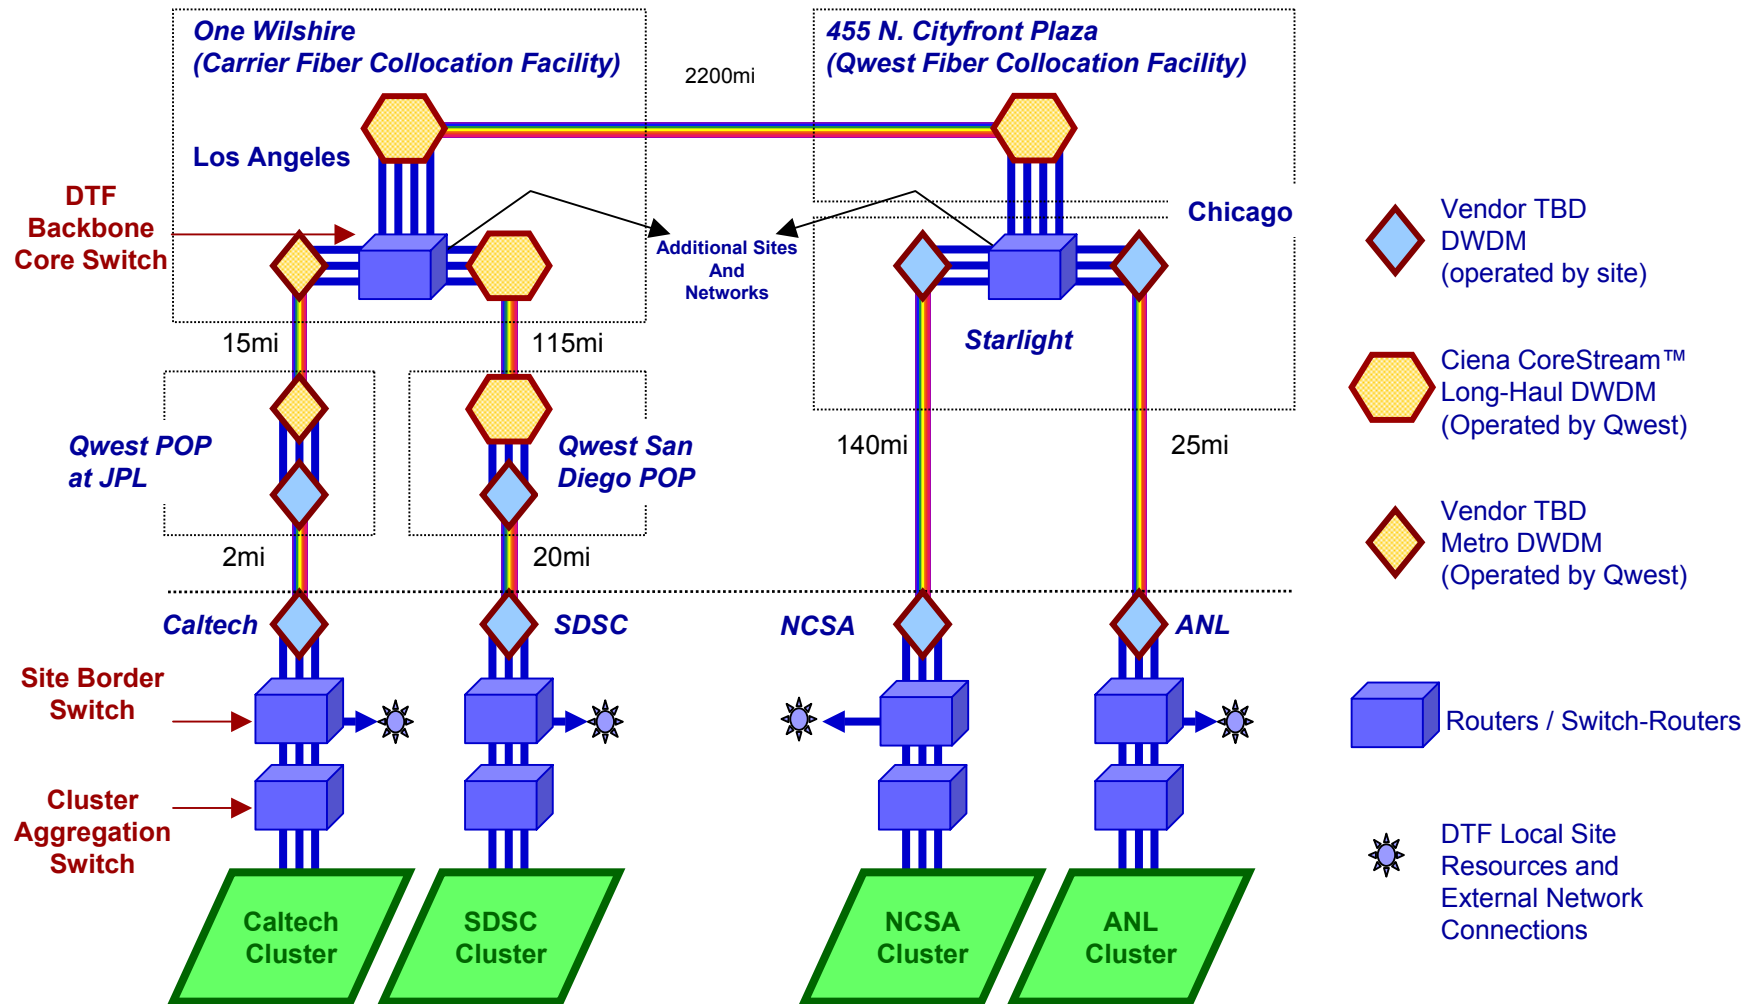 One Wilshire
(Carrier Fiber Collocation Facility)
2200mi
455 N. Cityfront Plaza
(Qwest Fiber Collocation Facility)
Los Angeles
DTF
Backbone
Core Switch
Additional Sites
And
Networks
Chicago
Starlight
15mi
115mi
Qwest POP
at JPL
Qwest San
Diego POP
140mi
25mi
2mi
20mi
Caltech
SDSC
NCSA
ANL
Site Border
Switch
Cluster
Aggregation
Switch
Caltech
Cluster
SDSC
Cluster
NCSA
Cluster
ANL
Cluster
Vendor TBD
DWDM
(operated by site)
Ciena CoreStream™
Long-Haul DWDM
(Operated by Qwest)
Vendor TBD
Metro DWDM
(Operated by Qwest)
Routers / Switch-Routers
DTF Local Site
Resources and
External Network
Connections